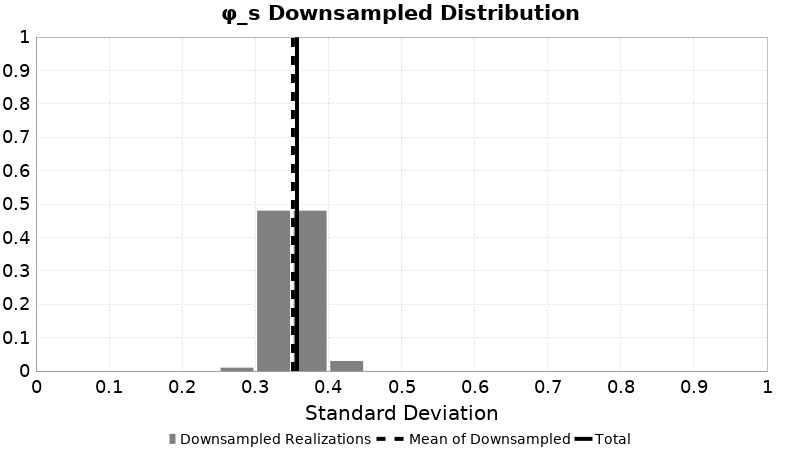 φ_s Downsampled Distribution
1
0.9
0.8
0.7
0.6
0.5
0.4
0.3
0.2
0.1
0
0 0.1 0.2 0.3 0.4 0.5 0.6 0.7 0.8 0.9 1
Standard Deviation
Downsampled Realizations Mean of Downsampled Total